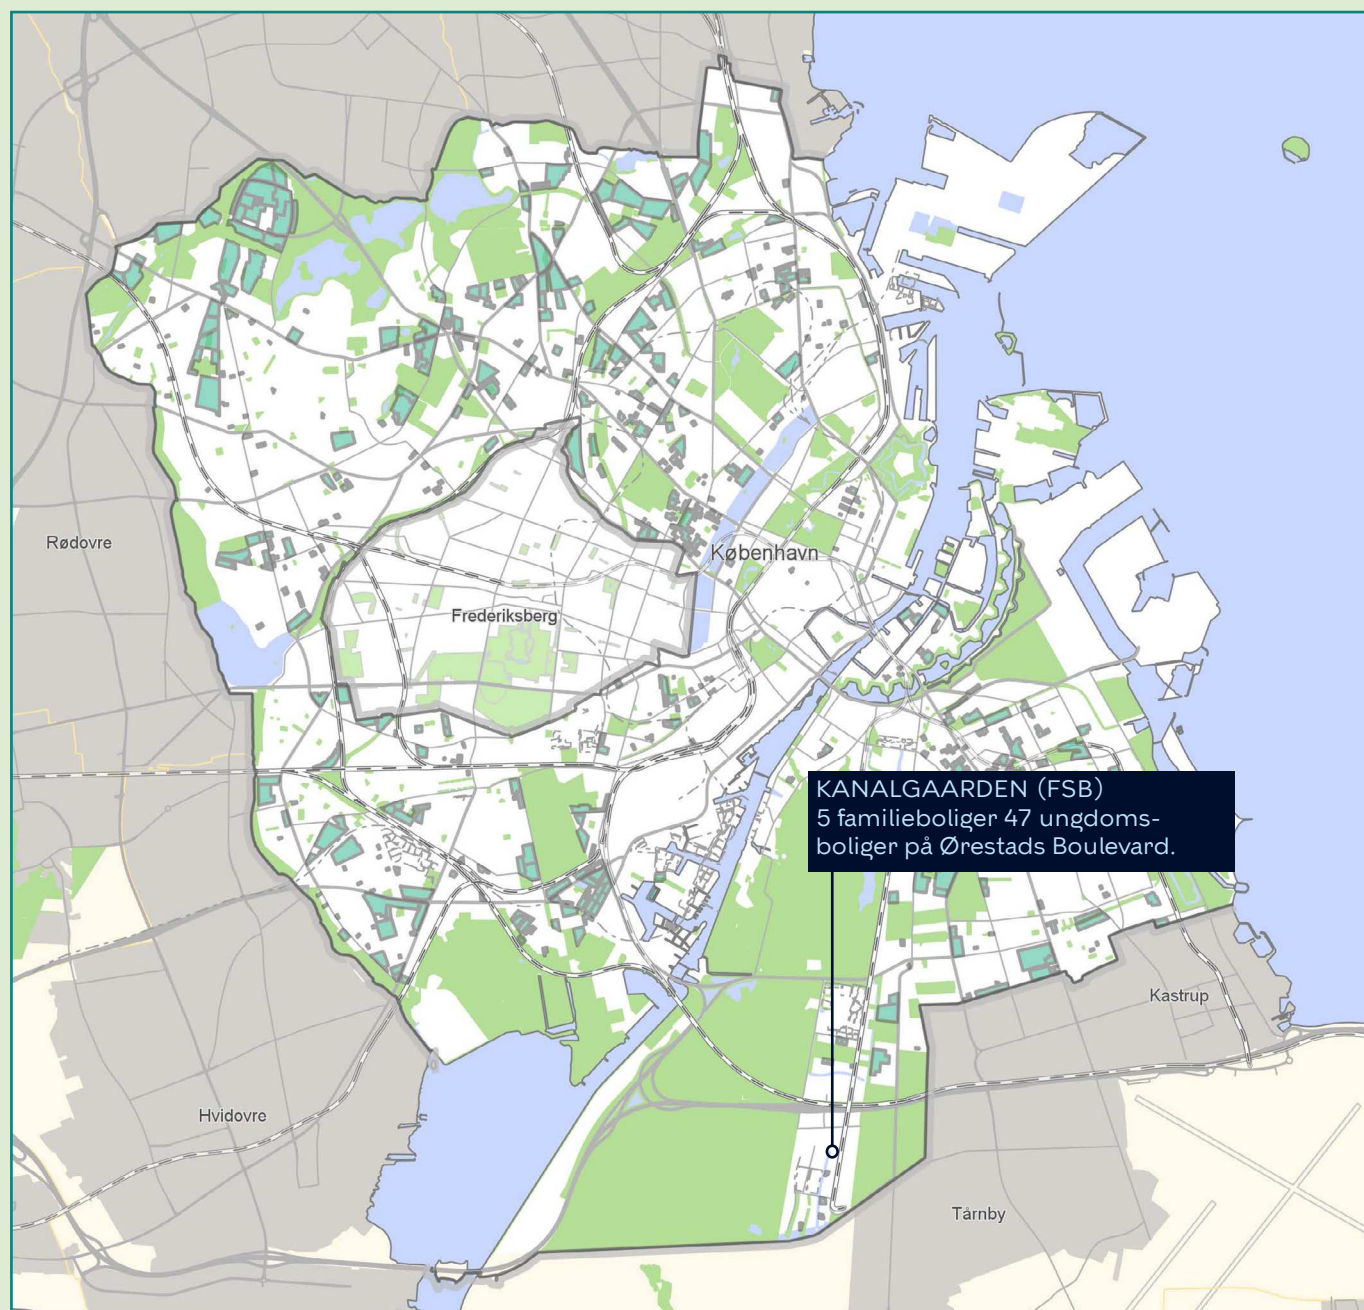 Rødovre
København
Frederiksberg
KANALGAARDEN (FSB)
5 familieboliger 47 ungdoms-
boliger på Ørestads Boulevard.
Kastrup
Hvidovre
Tårnby